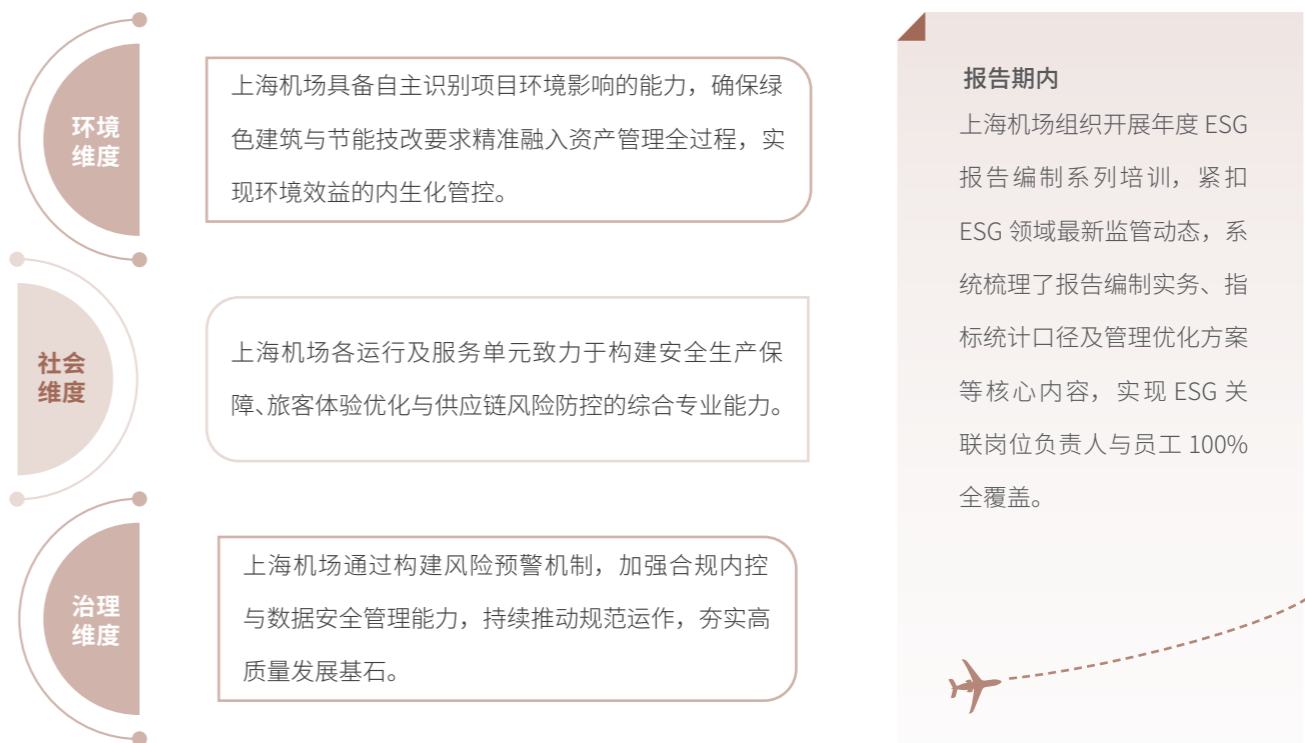 环境
维度
上海机场具备自主识别项目环境影响的能力，确保绿
色建筑与节能技改要求精准融入资产管理全过程，实
现环境效益的内生化管控。
社会
维度
上海机场各运行及服务单元致力于构建安全生产保
障、旅客体验优化与供应链风险防控的综合专业能力。
治理
维度
上海机场通过构建风险预警机制，加强合规内控
与数据安全管理能力，持续推动规范运作，夯实高
质量发展基石。
报告期内
上海机场组织开展年度 ESG
报告编制系列培训，紧扣
ESG 领域最新监管动态，系
统梳理了报告编制实务、指
标统计口径及管理优化方案
等核心内容，实现 ESG 关
联岗位负责人与员工 100%
全覆盖。